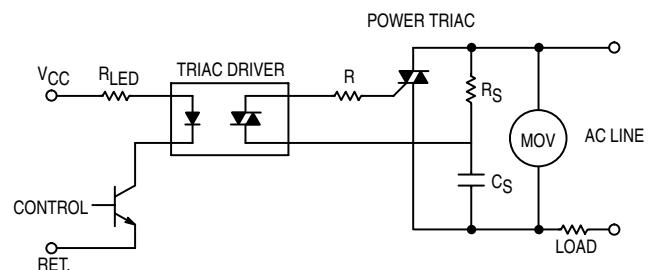 POWER TRIAC
VCC
RLED
TRIAC DRIVER
R
RS
MOV
AC LINE
CS
CONTROL
LOAD
RET.